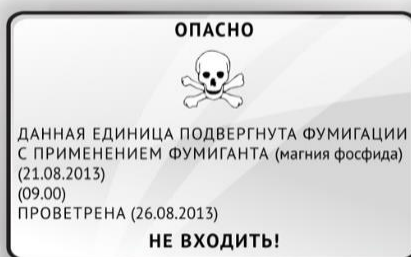 ОПАСНО
ДАННАЯ ЕДИНИЦА ПОДВЕРГНУТА ФУМИГАЦИИ
С ПРИМЕНЕНИЕМ ФУМИГАНТА (магния фосфида)
(21.08.2013)
(09.00)
ПРОВЕТРЕНА (26.08.2013)
НЕ ВХОДИТЬ!